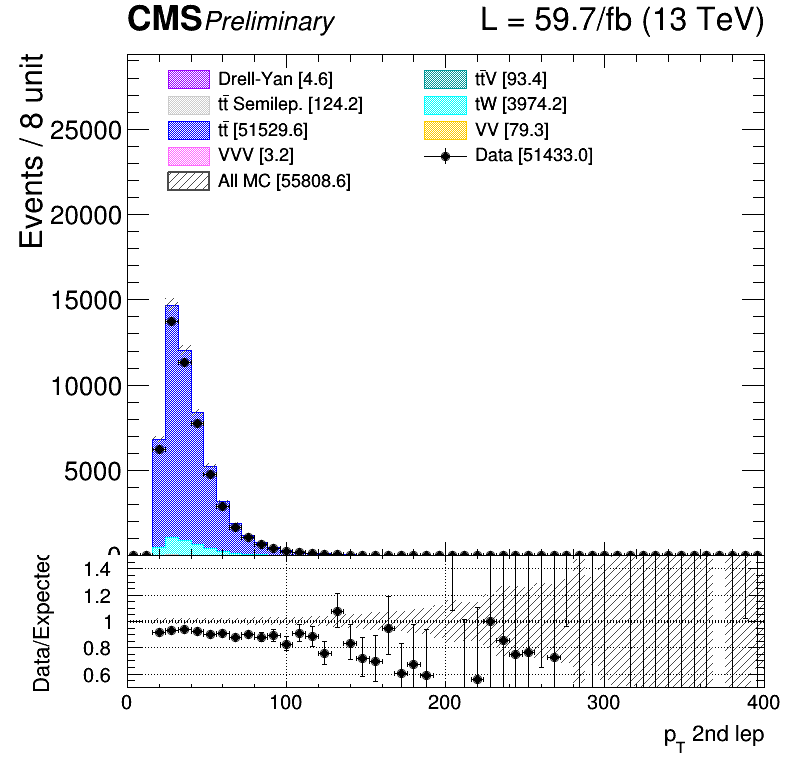 CMS Preliminary L = 59.7/fb (13 TeV)
Events / 8 unit
Drell-Yan [4.6]
tt̄ Semilep. [124.2]
tt̄ [51529.6]
VVV [3.2]
All MC [55808.6]
tt̄V [93.4]
tW [3974.2]
VV [79.3]
Data [51433.0]
25000
20000
15000
10000
5000
0
Data/Expected
1.4
1.2
1
0.8
0.6
0 100 200 300 400
p_T 2nd lep